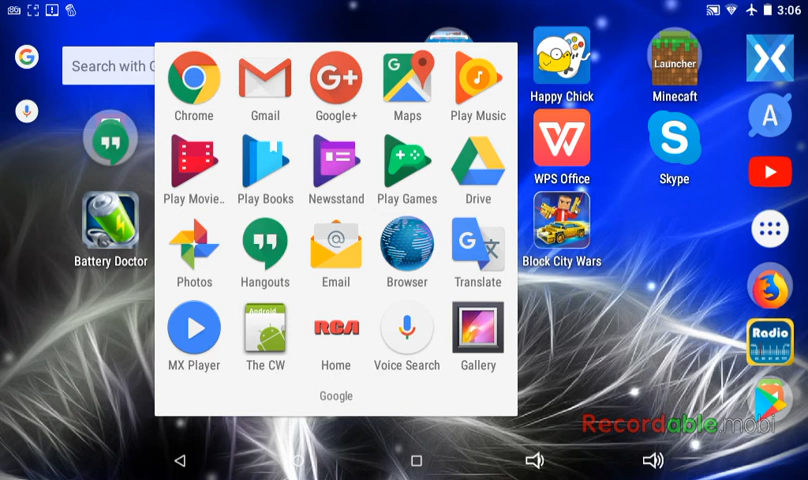 3:06
Search with G
Chrome
Gmail
Google+
Maps
Play Music
Play Movie..
Play Books
Newsstand
Play Games
Drive
Photos
Hangouts
Email
Browser
Translate
MX Player
Android
The CW
RCA
Home
Voice Search
Gallery
Google
Battery Doctor
Happy Chick
Launcher
Minecaft
WPS Office
Skype
Block City Wars
A
Radio
Recordable.mobi